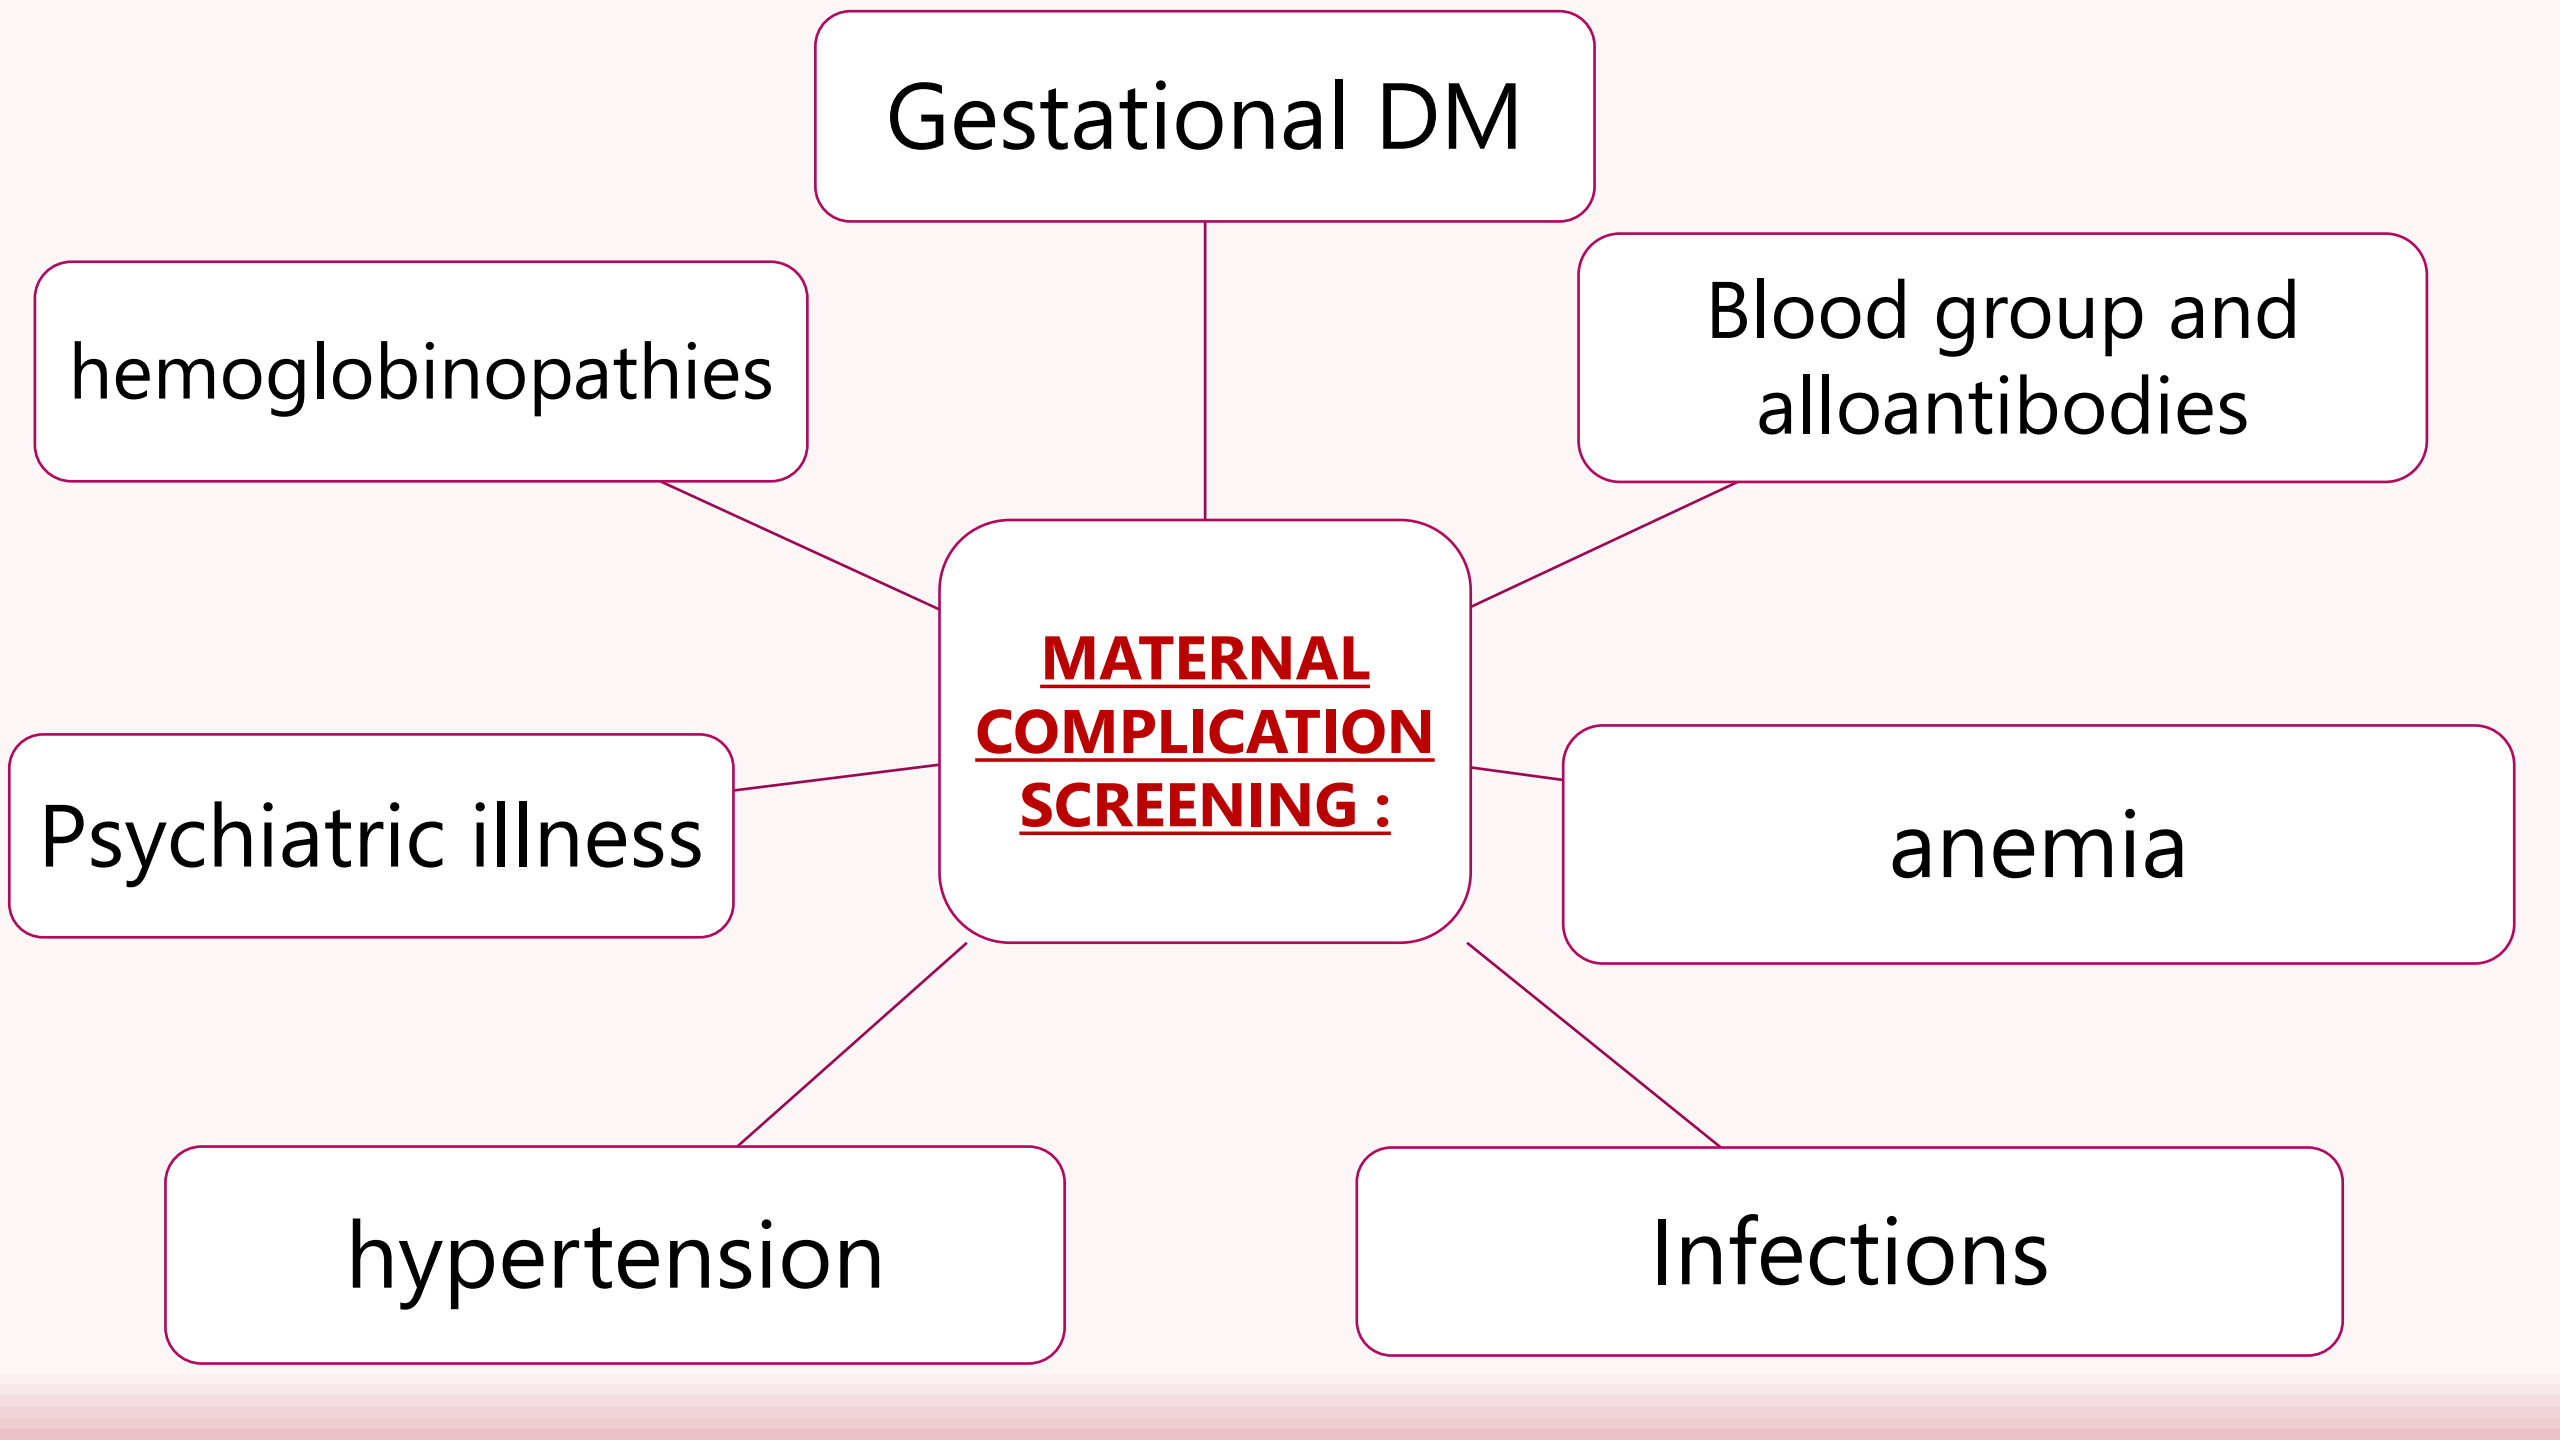 Gestational DM
Blood group and
alloantibodies
hemoglobinopathies
MATERNAL
COMPLICATION
SCREENING :
Psychiatric illness
anemia
hypertension
Infections